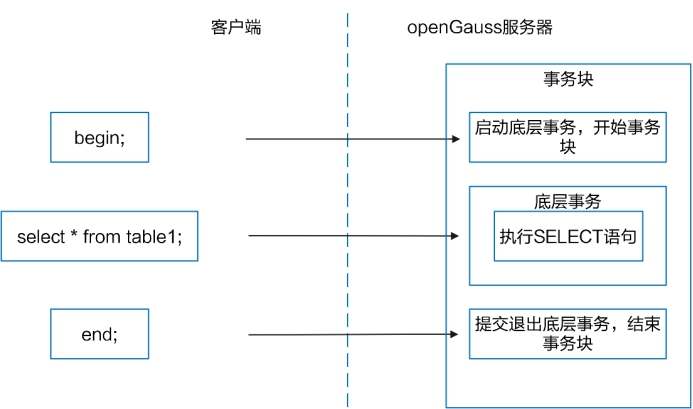 客户端
openGauss服务器
事务块
begin;
启动底层事务，开始事务
块
底层事务
select * from table1;
执行SELECT语句
end;
提交退出底层事务，结束
事务块